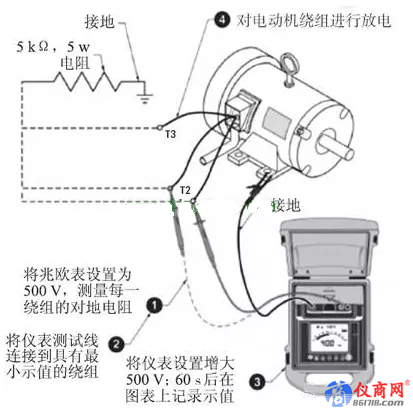 接地
④ 对电动机绕组进行放电
5 kΩ，5 w
电阻
T3
T2
接地
将兆欧表设置为
500 V，测量每一
绕组的对地电阻
①
将仪表测试线
连接到具有最
小示值的绕组
②
将仪表设置增大
500 V；60 s后在
图表上记录示值
③
400
仪商网
861718.com